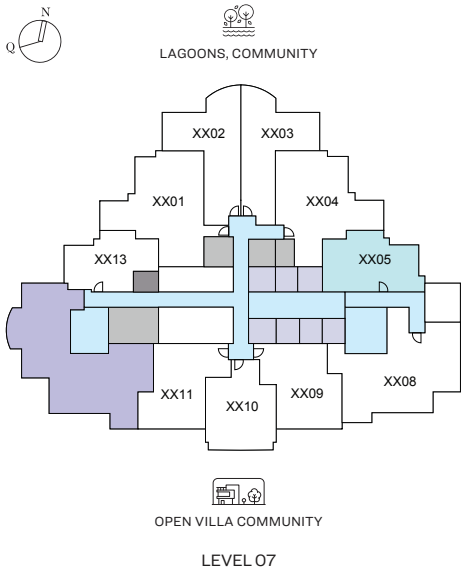 N
Q
LAGOONS, COMMUNITY
XX02 XX03
XX01 XX04
XX13 XX05
XX08
XX11 XX10 XX09
OPEN VILLA COMMUNITY
LEVEL 07